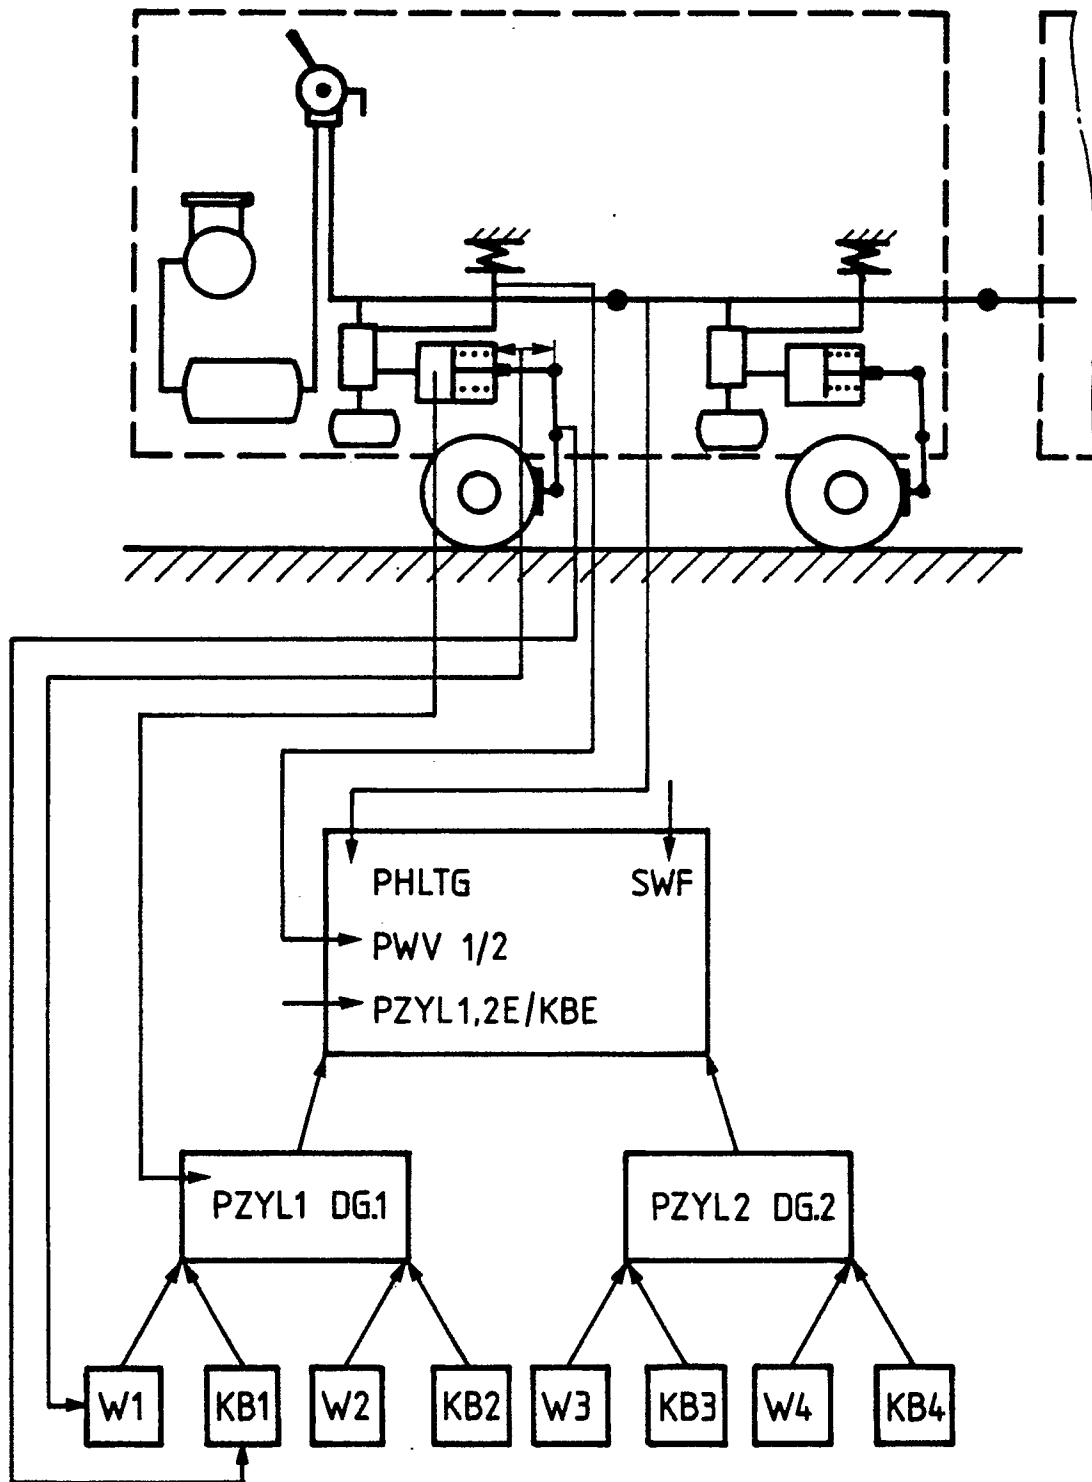 PHLTG SWF
PWV 1/2
PZYL1,2E/KBE
PZYL1 DG.1 PZYL2 DG.2
W1 KB1 W2 KB2 W3 KB3 W4 KB4